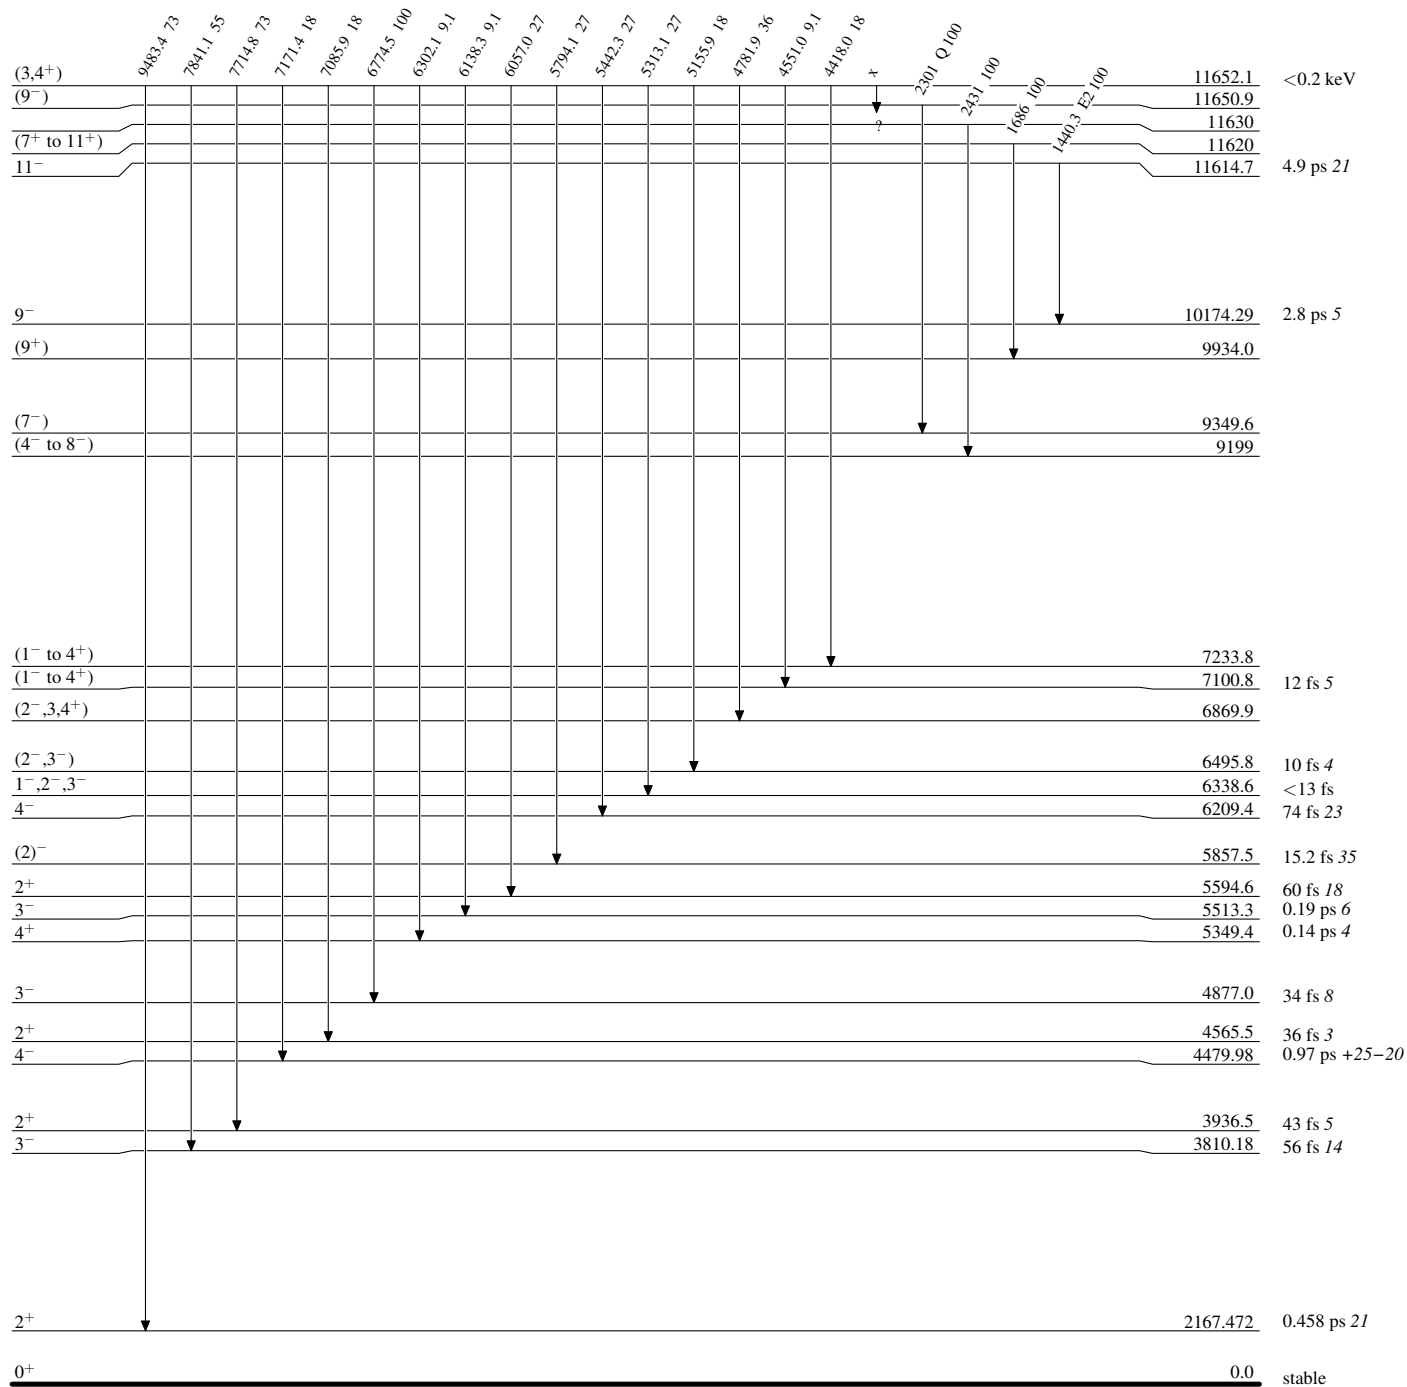 9483.4 73
7841.1 55
7714.8 73
7171.4 18
7085.9 18
6774.5 100
6302.1 9.1
6138.3 9.1
6057.0 27
5794.1 27
5442.3 27
5313.1 27
5155.9 18
4781.9 36
4551.0 9.1
4418.0 18
x
?
2301 Q 100
2431 100
1686 100
1440.3 E2 100
(3,4⁺) 11652.1 <0.2 keV
(9⁻) 11650.9
11630
(7⁺ to 11⁺) 11620
11⁻ 11614.7 4.9 ps 21
9⁻ 10174.29 2.8 ps 5
(9⁺) 9934.0
(7⁻) 9349.6
(4⁻ to 8⁻) 9199
(1⁻ to 4⁺) 7233.8
(1⁻ to 4⁺) 7100.8 12 fs 5
(2⁻,3,4⁺) 6869.9
(2⁻,3⁻) 6495.8 10 fs 4
1⁻,2⁻,3⁻ 6338.6 <13 fs
4⁻ 6209.4 74 fs 23
(2)⁻ 5857.5 15.2 fs 35
2⁺ 5594.6 60 fs 18
3⁻ 5513.3 0.19 ps 6
4⁺ 5349.4 0.14 ps 4
3⁻ 4877.0 34 fs 8
2⁺ 4565.5 36 fs 3
4⁻ 4479.98 0.97 ps +25−20
2⁺ 3936.5 43 fs 5
3⁻ 3810.18 56 fs 14
2⁺ 2167.472 0.458 ps 21
0⁺ 0.0 stable